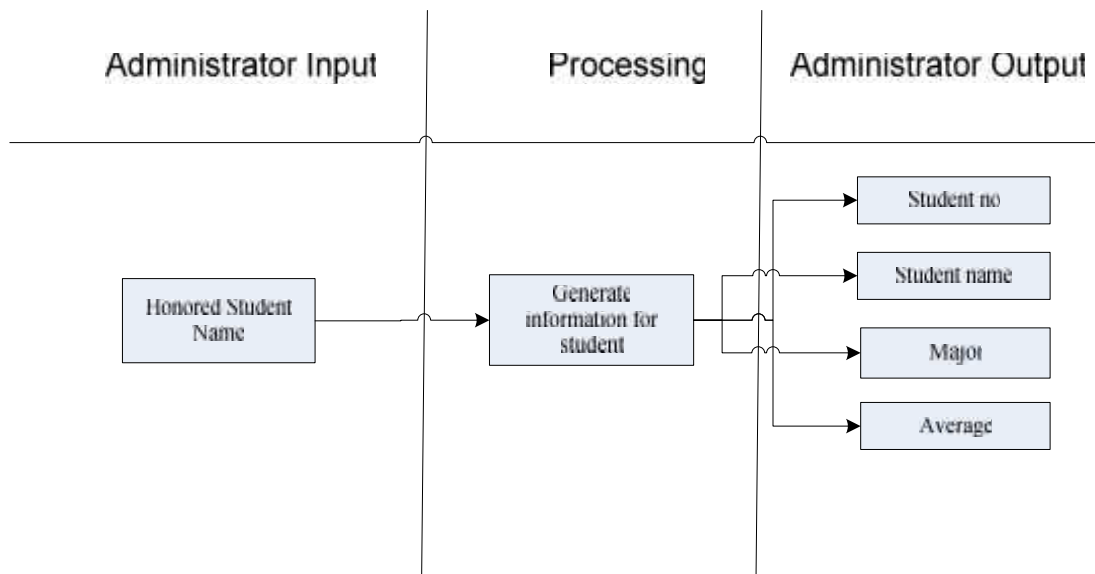 Administrator Input
Processing
Administrator Output
Honored Student
Name
Generate
information for
student
Student no
Student name
Major
Average